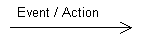 Event / Action